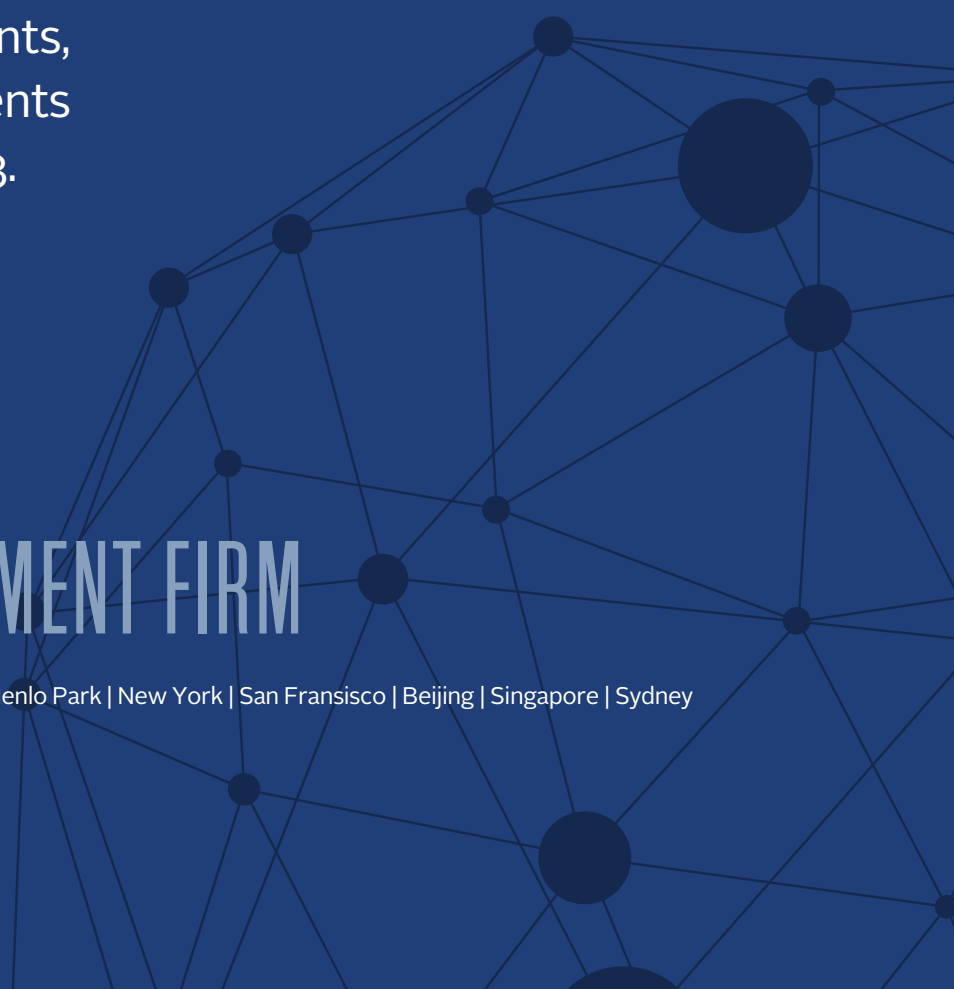 nts,
ents
3.
MENT FIRM
enlo Park | New York | San Fransisco | Beijing | Singapore | Sydney